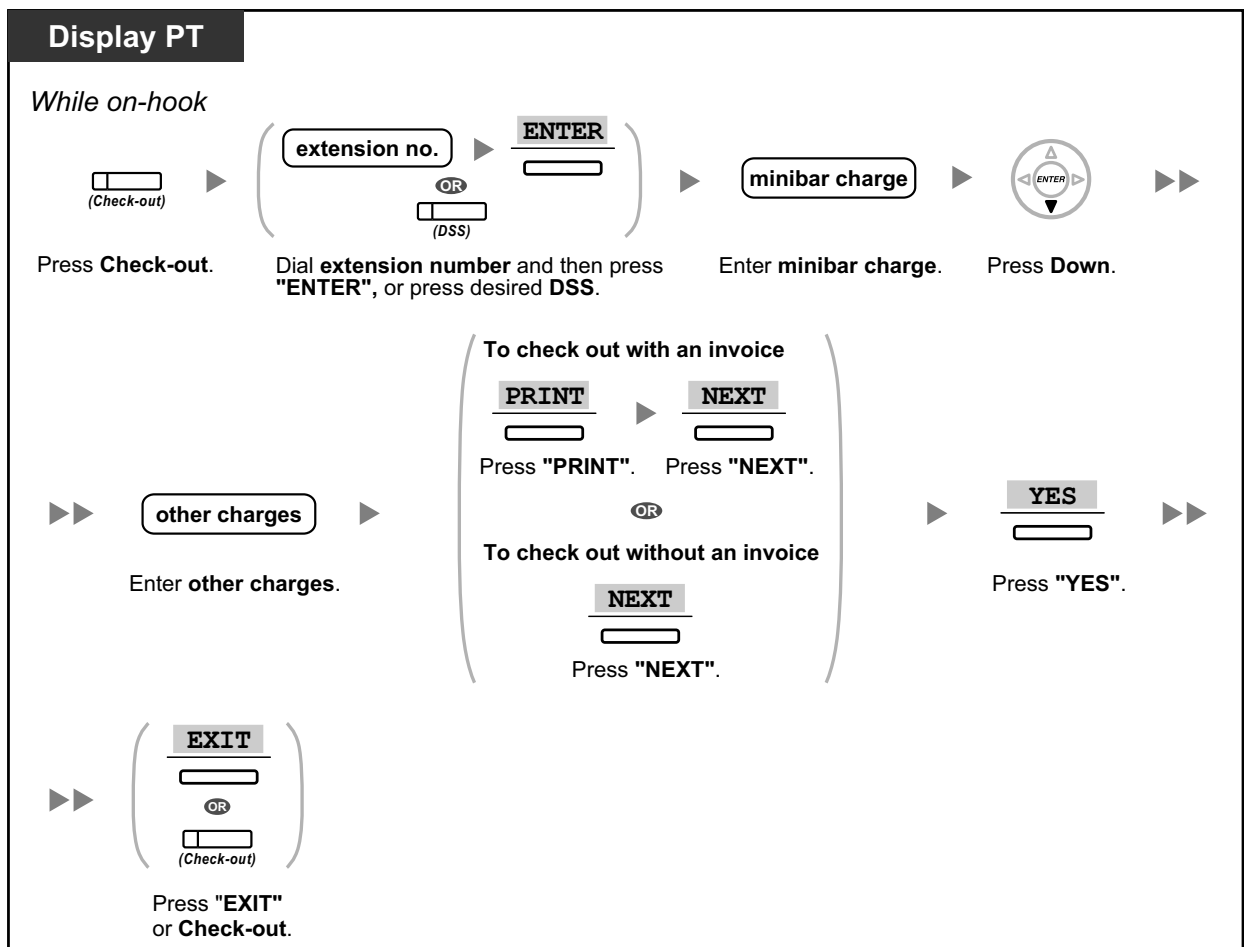 Display PT
While on-hook
(Check-out)
extension no.
ENTER
OR
(DSS)
minibar charge
ENTER
Press Check-out.
Dial extension number and then press
"ENTER", or press desired DSS.
Enter minibar charge.
Press Down.
other charges
Enter other charges.
To check out with an invoice
PRINT
NEXT
Press "PRINT".
Press "NEXT".
OR
To check out without an invoice
NEXT
Press "NEXT".
YES
Press "YES".
EXIT
OR
(Check-out)
Press "EXIT"
or Check-out.